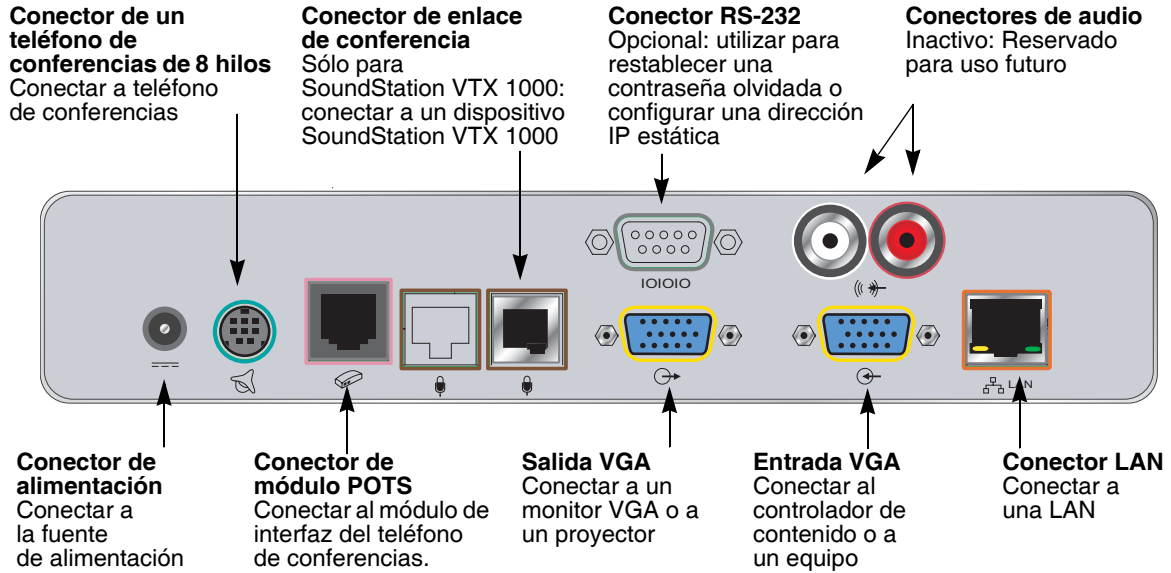 Conector de un
teléfono de
conferencias de 8 hilos
Conectar a teléfono
de conferencias
Conector de enlace
de conferencia
Sólo para
SoundStation VTX 1000:
conectar a un dispositivo
SoundStation VTX 1000
Conector RS-232
Opcional: utilizar para
restablecer una
contraseña olvidada o
configurar una dirección
IP estática
Conectores de audio
Inactivo: Reservado
para uso futuro
IOIOIO
LAN
Conector de
alimentación
Conectar a
la fuente
de alimentación
Conector de
módulo POTS
Conectar al módulo de
interfaz del teléfono
de conferencias.
Salida VGA
Conectar a un
monitor VGA o a
un proyector
Entrada VGA
Conectar al
controlador de
contenido o a
un equipo
Conector LAN
Conectar a
una LAN